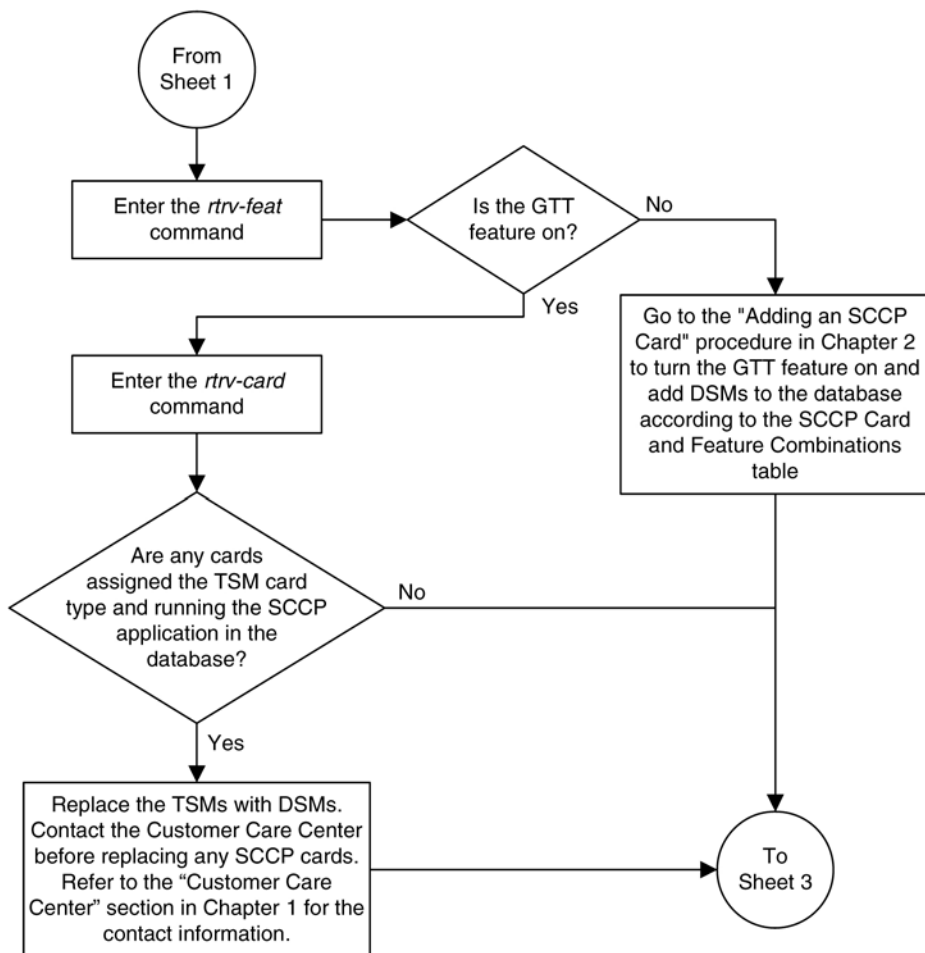 From
Sheet 1
Enter the rtrv-feat
command
Is the GTT
feature on?
No
Yes
Go to the "Adding an SCCP
Card" procedure in Chapter 2
to turn the GTT feature on and
add DSMs to the database
according to the SCCP Card
and Feature Combinations
table
Enter the rtrv-card
command
Are any cards
assigned the TSM card
type and running the SCCP
application in the
database?
No
Yes
Replace the TSMs with DSMs.
Contact the Customer Care Center
before replacing any SCCP cards.
Refer to the “Customer Care
Center” section in Chapter 1 for the
contact information.
To
Sheet 3